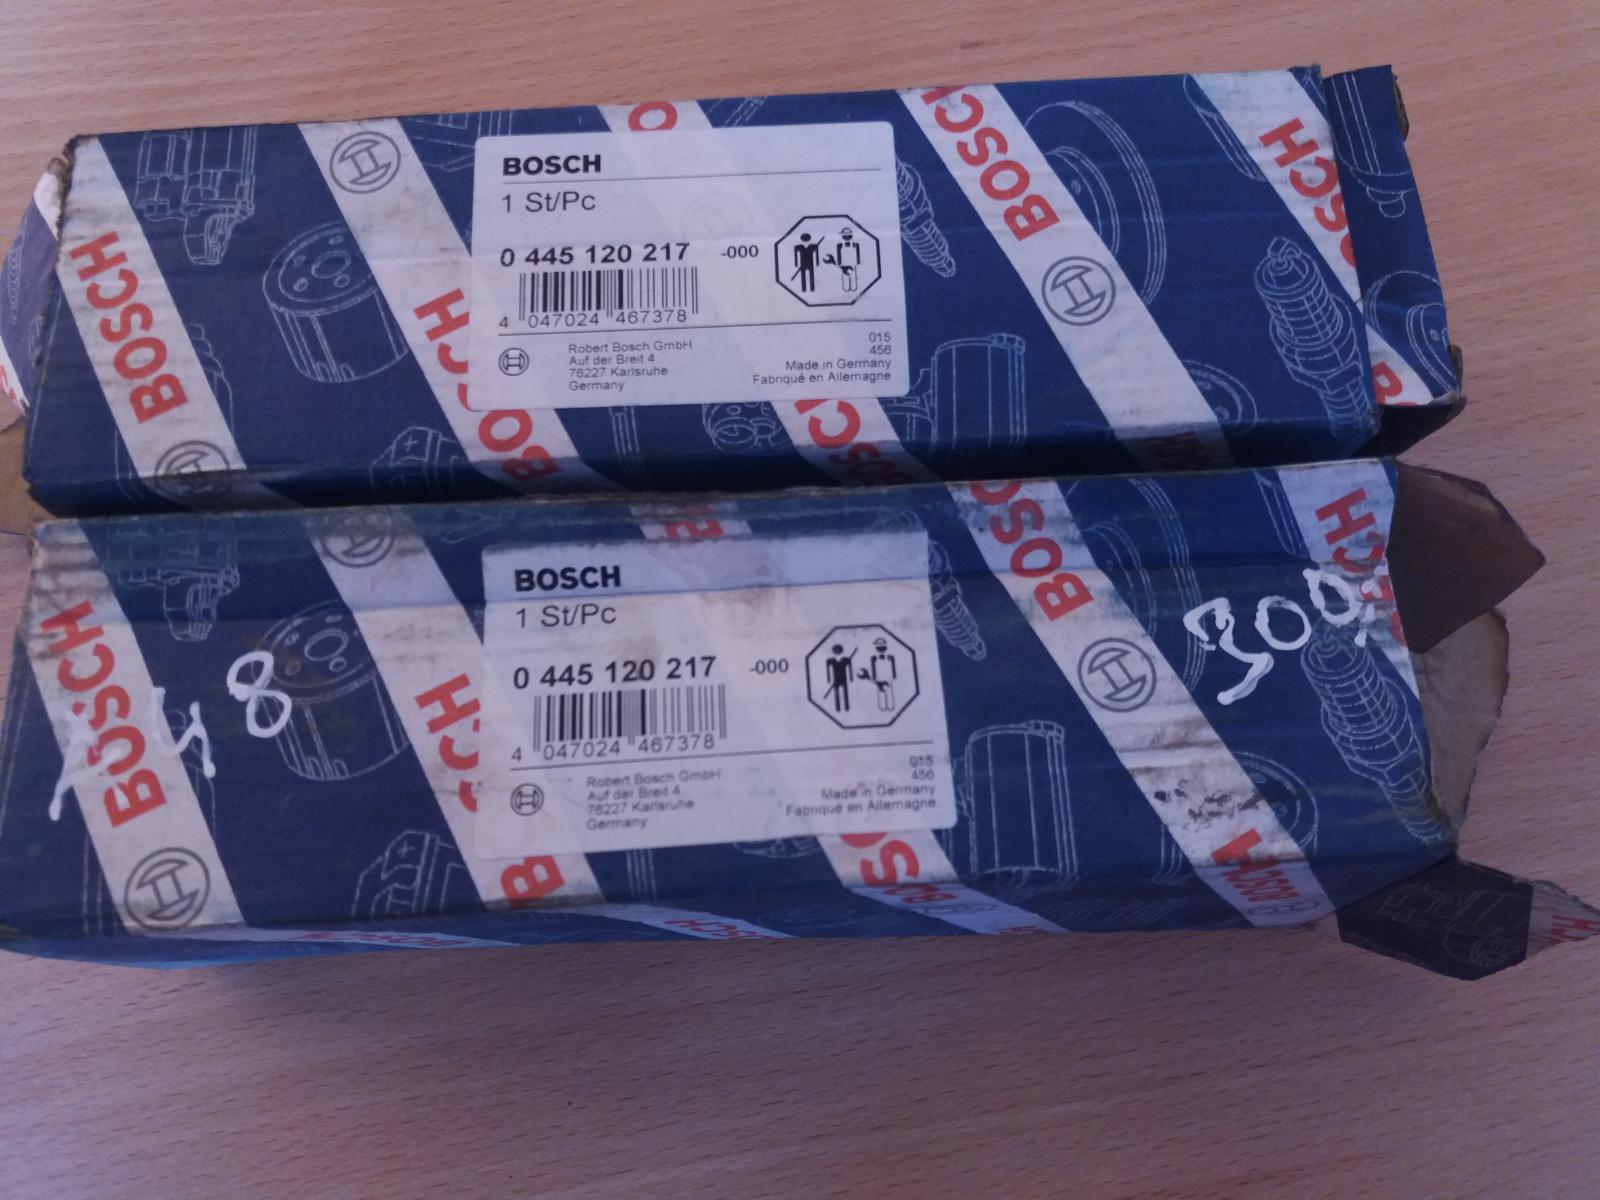 BOSCH
BOSCH
BOSCH
BOSCH
BOSCH
1 St/Pc
0 445 120 217 -000
4 047024 467378
015
456
Robert Bosch GmbH
Auf der Breit 4
76227 Karlsruhe
Germany
Made in Germany
Fabriqué en Allemagne
BOSCH
BOSCH
BOSCH
1 St/Pc
0 445 120 217 -000
4 047024 467378
015
456
Robert Bosch GmbH
Auf der Breit 4
76227 Karlsruhe
Germany
Made in Germany
Fabriqué en Allemagne
300